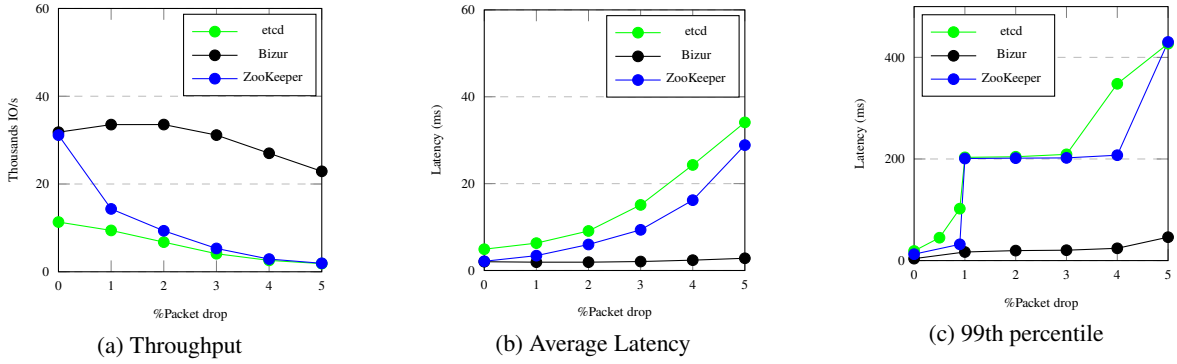 60
40
20
0
Thousands IO/s
etcd
Bizur
ZooKeeper
0 1 2 3 4 5
%Packet drop
(a) Throughput
60
40
20
0
Latency (ms)
etcd
Bizur
ZooKeeper
0 1 2 3 4 5
%Packet drop
(b) Average Latency
400
200
0
Latency (ms)
etcd
Bizur
ZooKeeper
0 1 2 3 4 5
%Packet drop
(c) 99th percentile